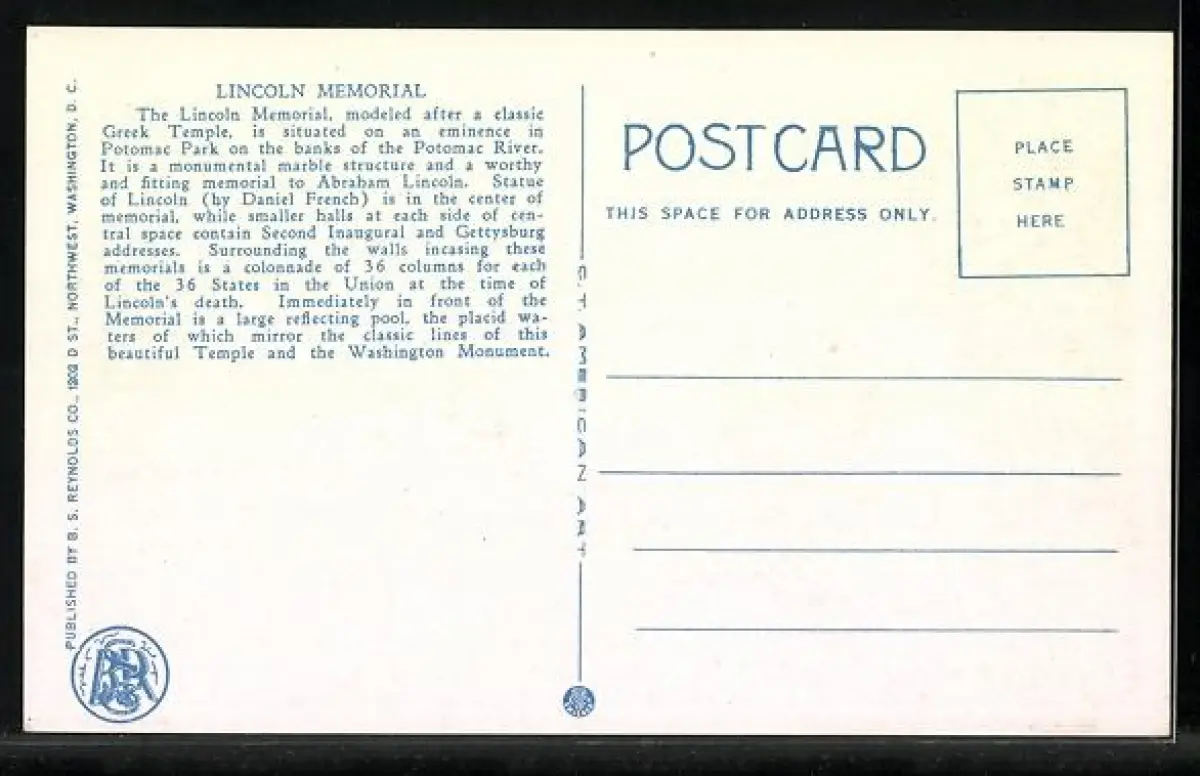 LINCOLN MEMORIAL
The Lincoln Memorial, modeled after a classic
Greek Temple, is situated on an eminence in
Potomac Park on the banks of the Potomac River.
It is a monumental marble structure and a worthy
and fitting memorial to Abraham Lincoln. Statue
of Lincoln (by Daniel French) is in the center of
memorial, while smaller halls at each side of cen-
tral space contain Second Inaugural and Gettysburg
addresses. Surrounding the walls incasing these
memorials is a colonnade of 36 columns for each
of the 36 States in the Union at the time of
Lincoln's death. Immediately in front of the
Memorial is a large reflecting pool, the placid wa-
ters of which mirror the classic lines of this
beautiful Temple and the Washington Monument.
PUBLISHED BY B. S. REYNOLDS CO., 1202 D ST., NORTHWEST, WASHINGTON, D. C.
BSR
AMERICAN ART
POST CARD
THIS SPACE FOR ADDRESS ONLY.
PLACE
STAMP
HERE